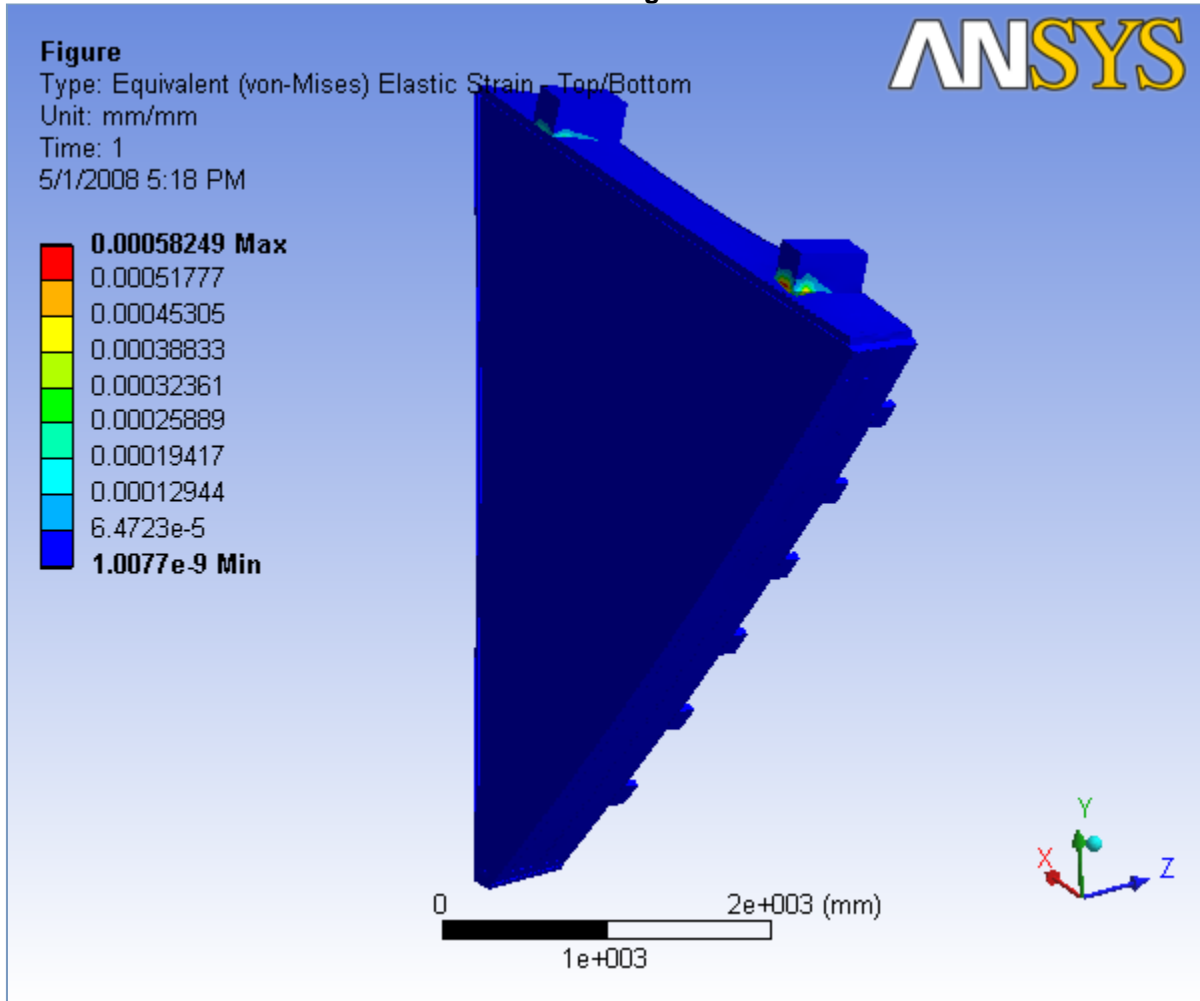 ANSYS
Figure
Type: Equivalent (von-Mises) Elastic Strain - Top/Bottom
Unit: mm/mm
Time: 1
5/1/2008 5:18 PM
0.00058249 Max
0.00051777
0.00045305
0.00038833
0.00032361
0.00025889
0.00019417
0.00012944
6.4723e-5
1.0077e-9 Min
Y
X
Z
0
2e+003 (mm)
1e+003